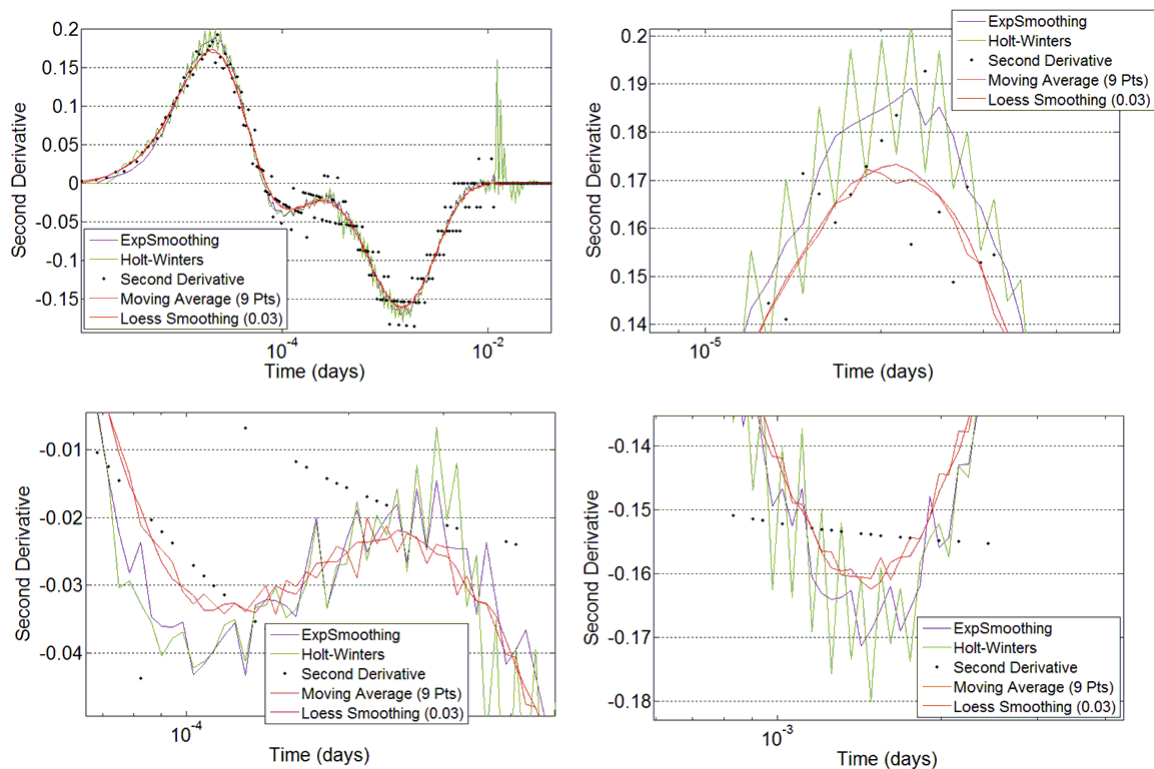 0.2
0.15
0.1
0.05
0
-0.05
-0.1
-0.15
Second Derivative
ExpSmoothing
Holt-Winters
Second Derivative
Moving Average (9 Pts)
Loess Smoothing (0.03)
10-4
10-2
Time (days)
0.2
0.19
0.18
0.17
0.16
0.15
0.14
Second Derivative
ExpSmoothing
Holt-Winters
Second Derivative
Moving Average (9 Pts)
Loess Smoothing (0.03)
10-5
Time (days)
-0.01
-0.02
-0.03
-0.04
Second Derivative
ExpSmoothing
Holt-Winters
Second Derivative
Moving Average (9 Pts)
Loess Smoothing (0.03)
10-4
Time (days)
-0.14
-0.15
-0.16
-0.17
-0.18
Second Derivative
ExpSmoothing
Holt-Winters
Second Derivative
Moving Average (9 Pts)
Loess Smoothing (0.03)
10-3
Time (days)